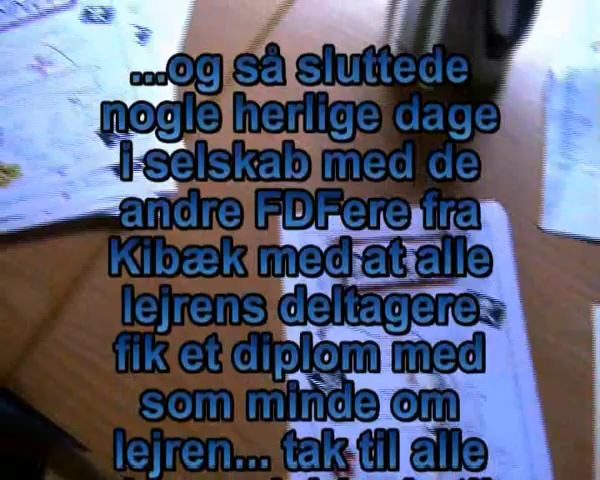 ...og så sluttede
nogle herlige dage
i selskab med de
andre FDFere fra
Kibæk med at alle
lejrens deltagere
fik et diplom med
som minde om
lejren... tak til alle